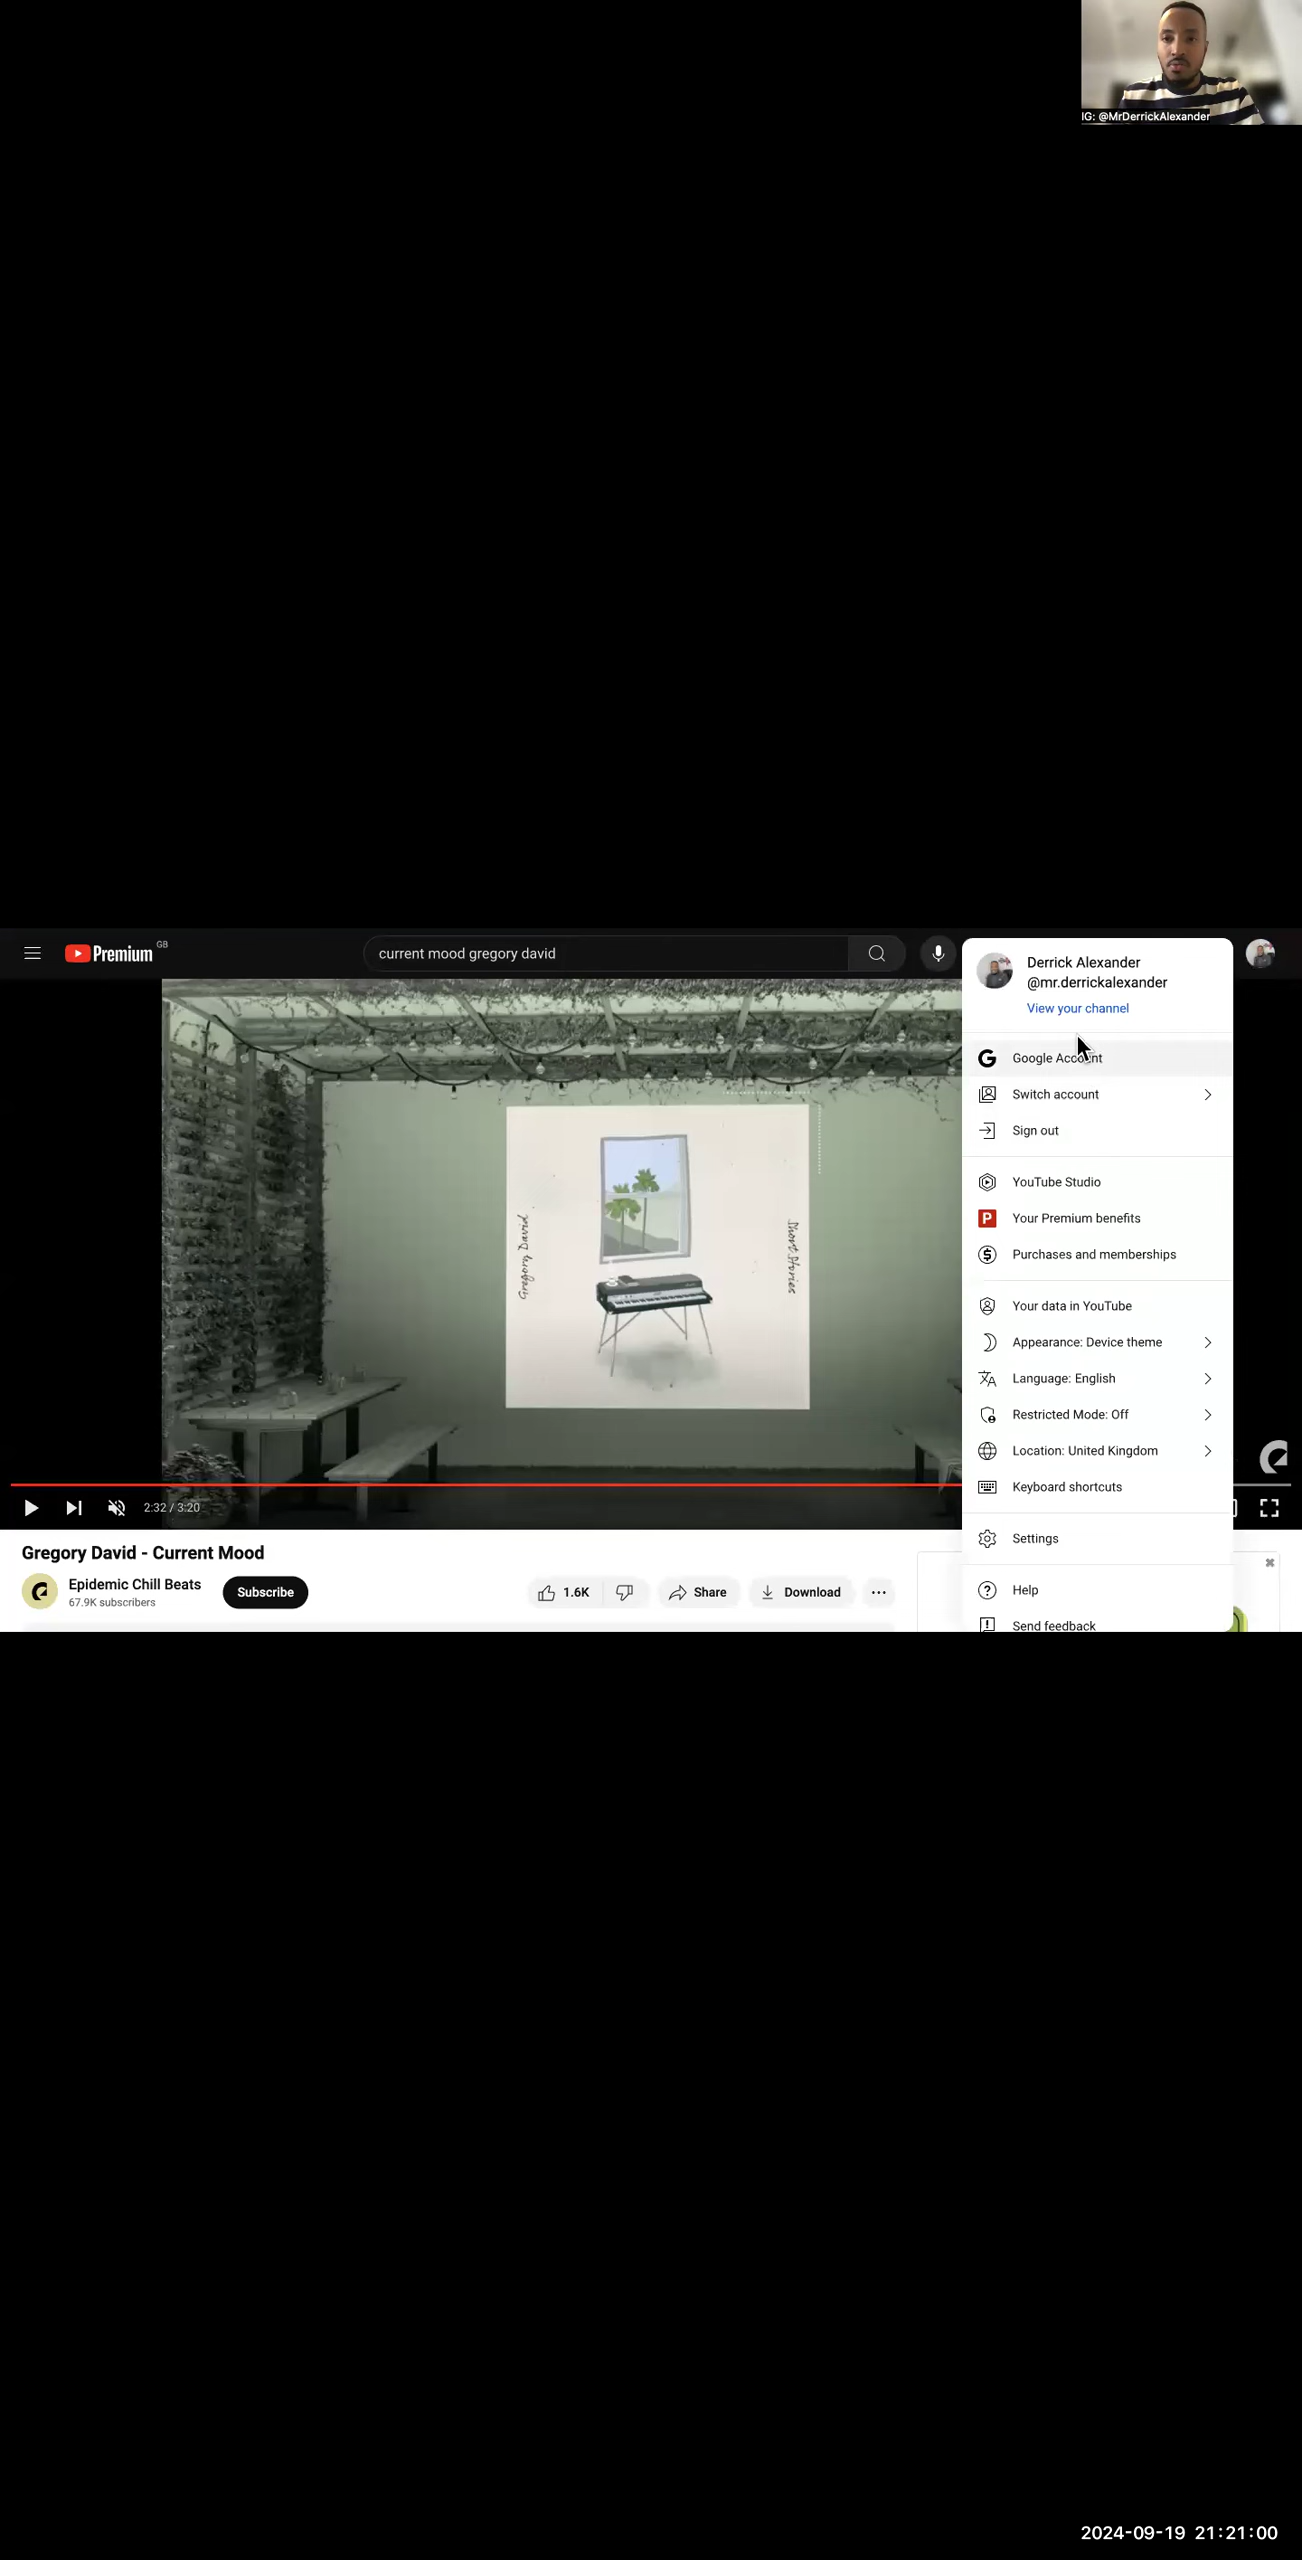 IG: @MrDerrickAlexander
Premium GB
current mood gregory david
Derrick Alexander
@mr.derrickalexander
View your channel
Google Account
Switch account
Sign out
YouTube Studio
P Your Premium benefits
Purchases and memberships
Your data in YouTube
Appearance: Device theme
Language: English
Restricted Mode: Off
Location: United Kingdom
Keyboard shortcuts
Settings
Help
Send feedback
Gregory David
Short Stories
2:32 / 3:20
Gregory David - Current Mood
Epidemic Chill Beats
67.9K subscribers
Subscribe
1.6K
Share
Download
2024-09-19 21:21:00